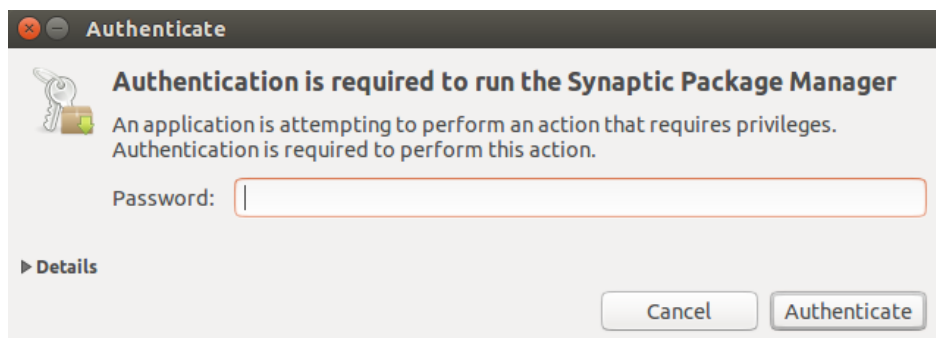 Authenticate
Authentication is required to run the Synaptic Package Manager
An application is attempting to perform an action that requires privileges.
Authentication is required to perform this action.
Password:
Details
Cancel
Authenticate